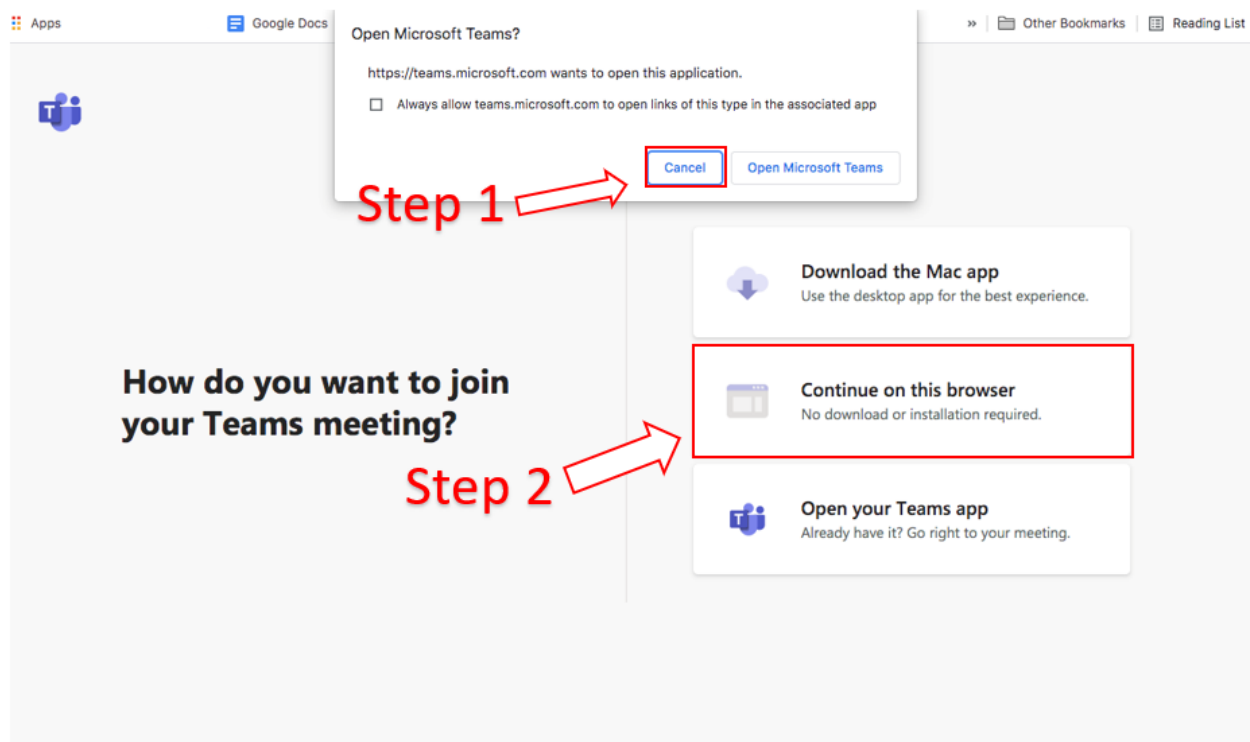 Apps
Google Docs
» Other Bookmarks
Reading List
Open Microsoft Teams?
https://teams.microsoft.com wants to open this application.
Always allow teams.microsoft.com to open links of this type in the associated app
Cancel
Open Microsoft Teams
Step 1
Download the Mac app
Use the desktop app for the best experience.
How do you want to join
your Teams meeting?
Continue on this browser
No download or installation required.
Step 2
Open your Teams app
Already have it? Go right to your meeting.